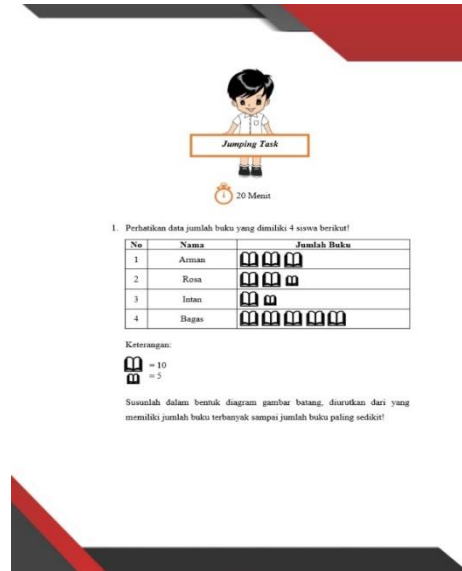 Jumping Task
20 Menit
1. Perhatikan data jumlah buku yang dimiliki 4 siswa berikut!
No Nama Jumlah Buku
1 Arman
2 Rosa
3 Intan
4 Bagas
Keterangan:
= 10
= 5
Susunlah dalam bentuk diagram gambar batang, diurutkan dari yang
memiliki jumlah buku terbanyak sampai jumlah buku paling sedikit!